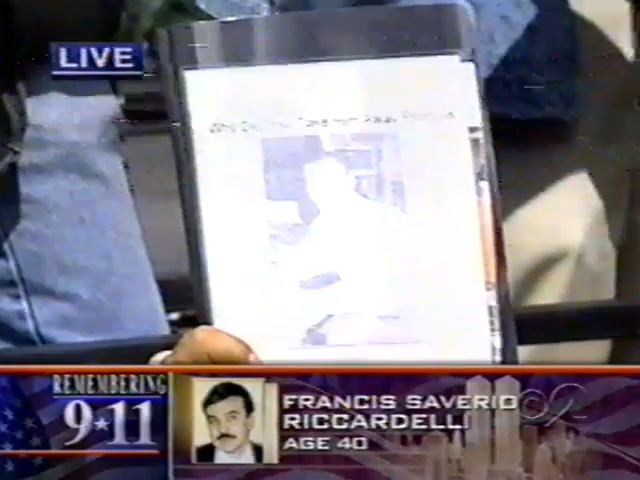 LIVE
REMEMBERING
9★11
FRANCIS SAVERIO
RICCARDELLI
AGE 40